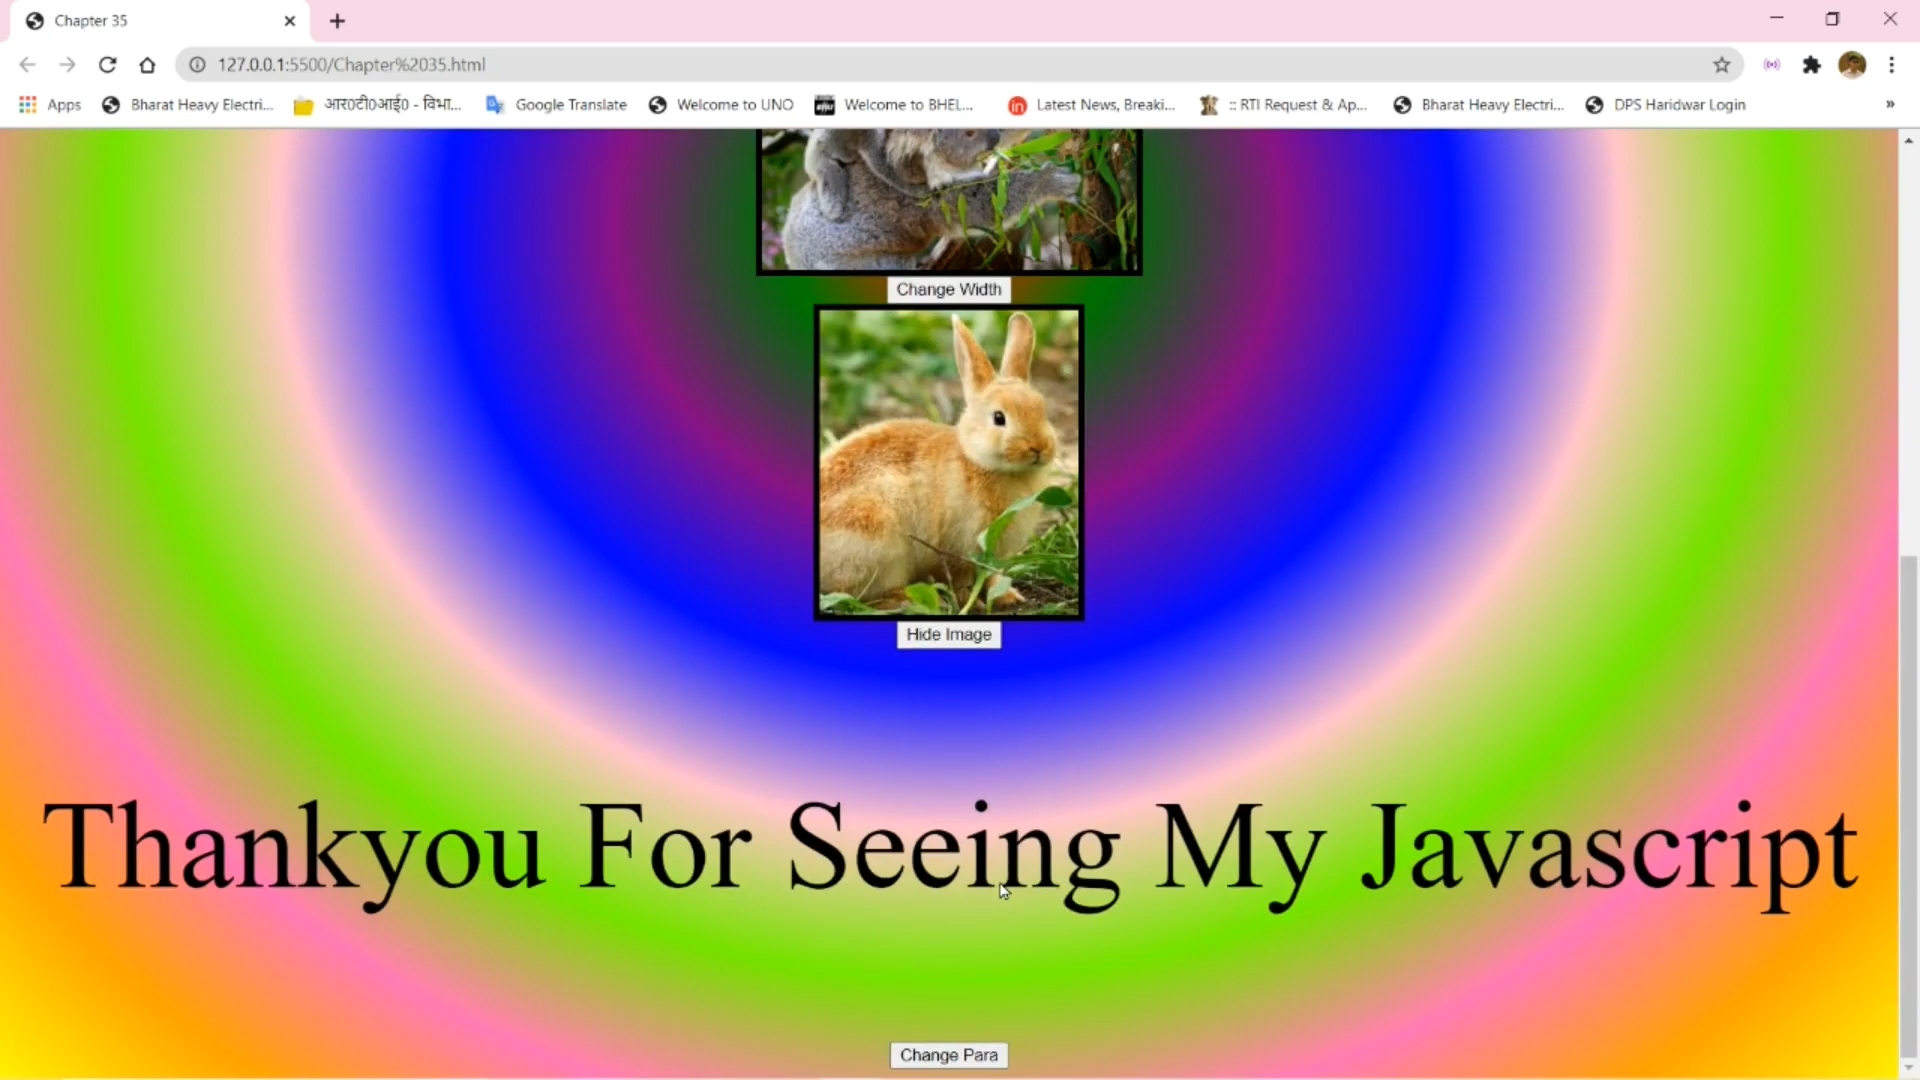 Chapter 35
127.0.0.1:5500/Chapter%2035.html
Apps Bharat Heavy Electri... आर0टी0आई0 - विभा... Google Translate Welcome to UNO Welcome to BHEL... Latest News, Breaki... :: RTI Request & Ap... Bharat Heavy Electri... DPS Haridwar Login »
Change Width
Hide Image
Thankyou For Seeing My Javascript
Change Para